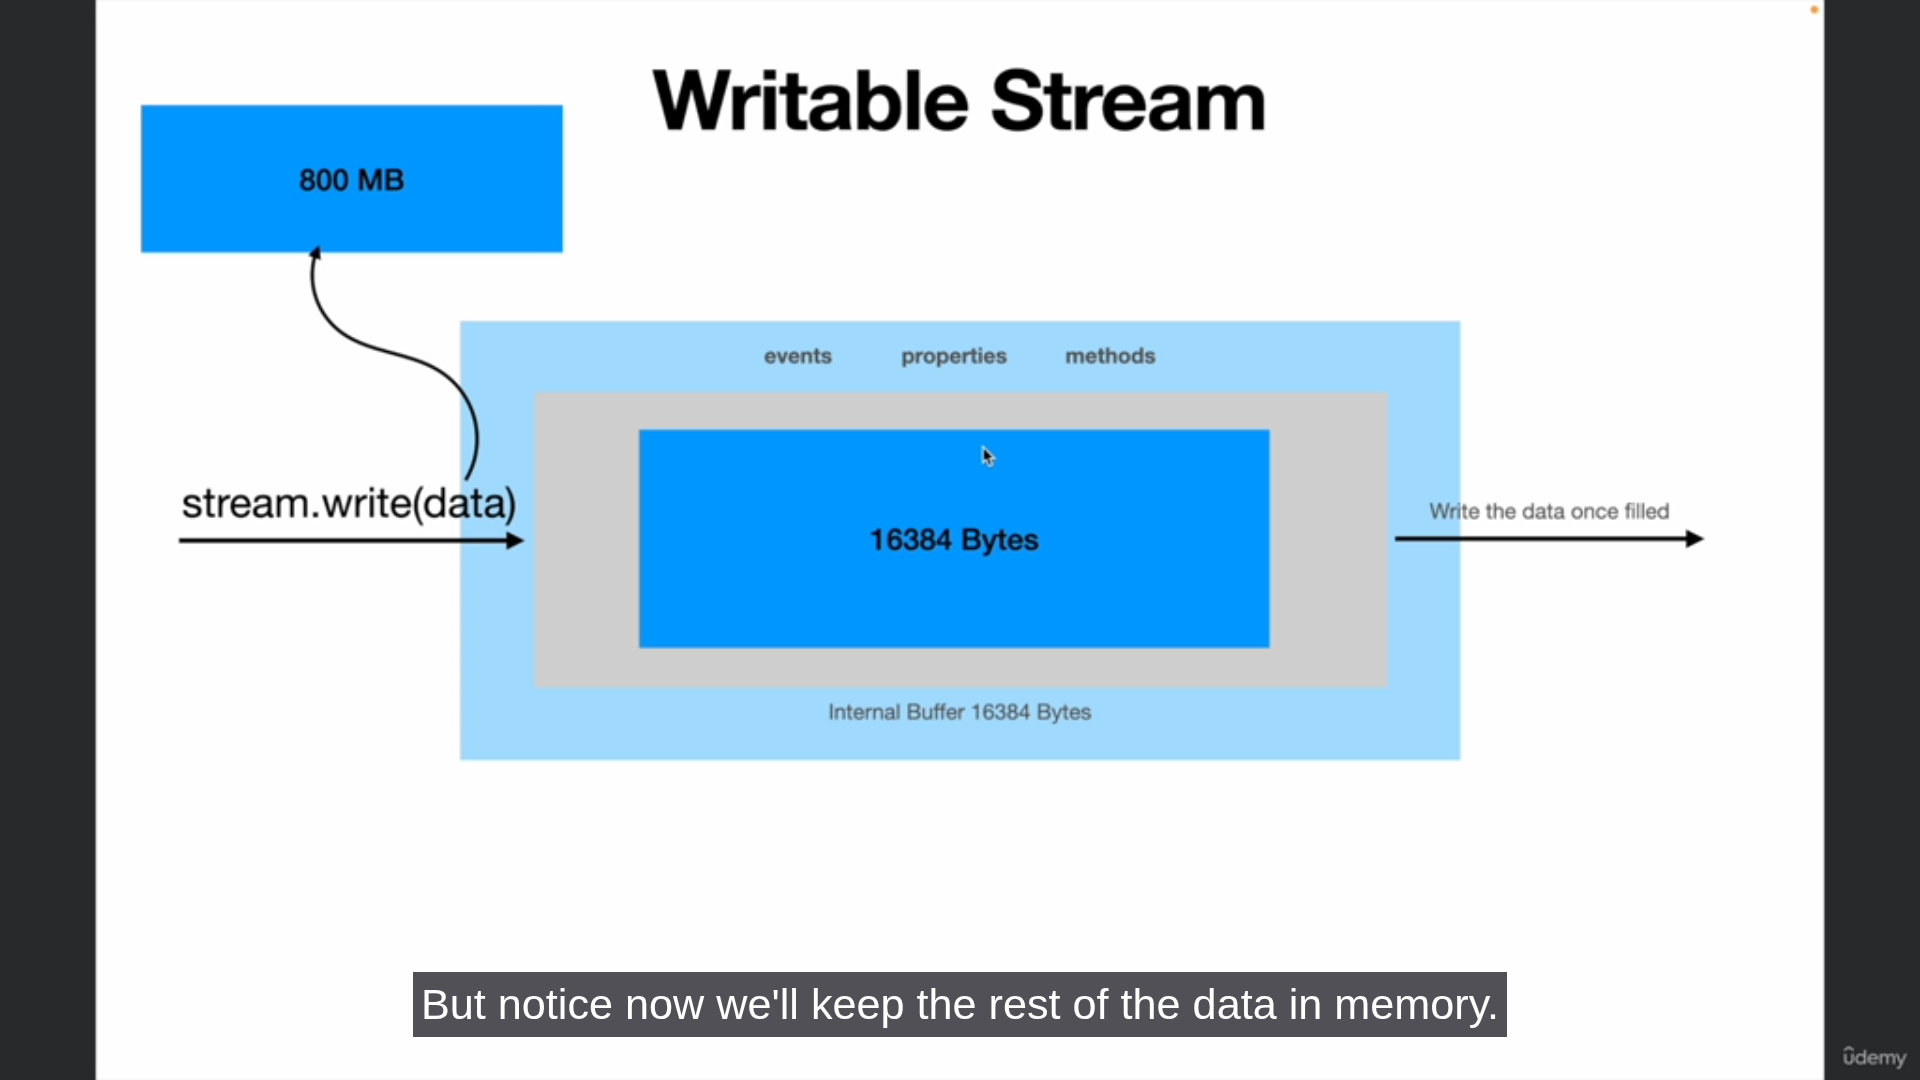 Writable Stream
800 MB
events properties methods
stream.write(data)
16384 Bytes
Write the data once filled
Internal Buffer 16384 Bytes
But notice now we'll keep the rest of the data in memory.
ûdemy